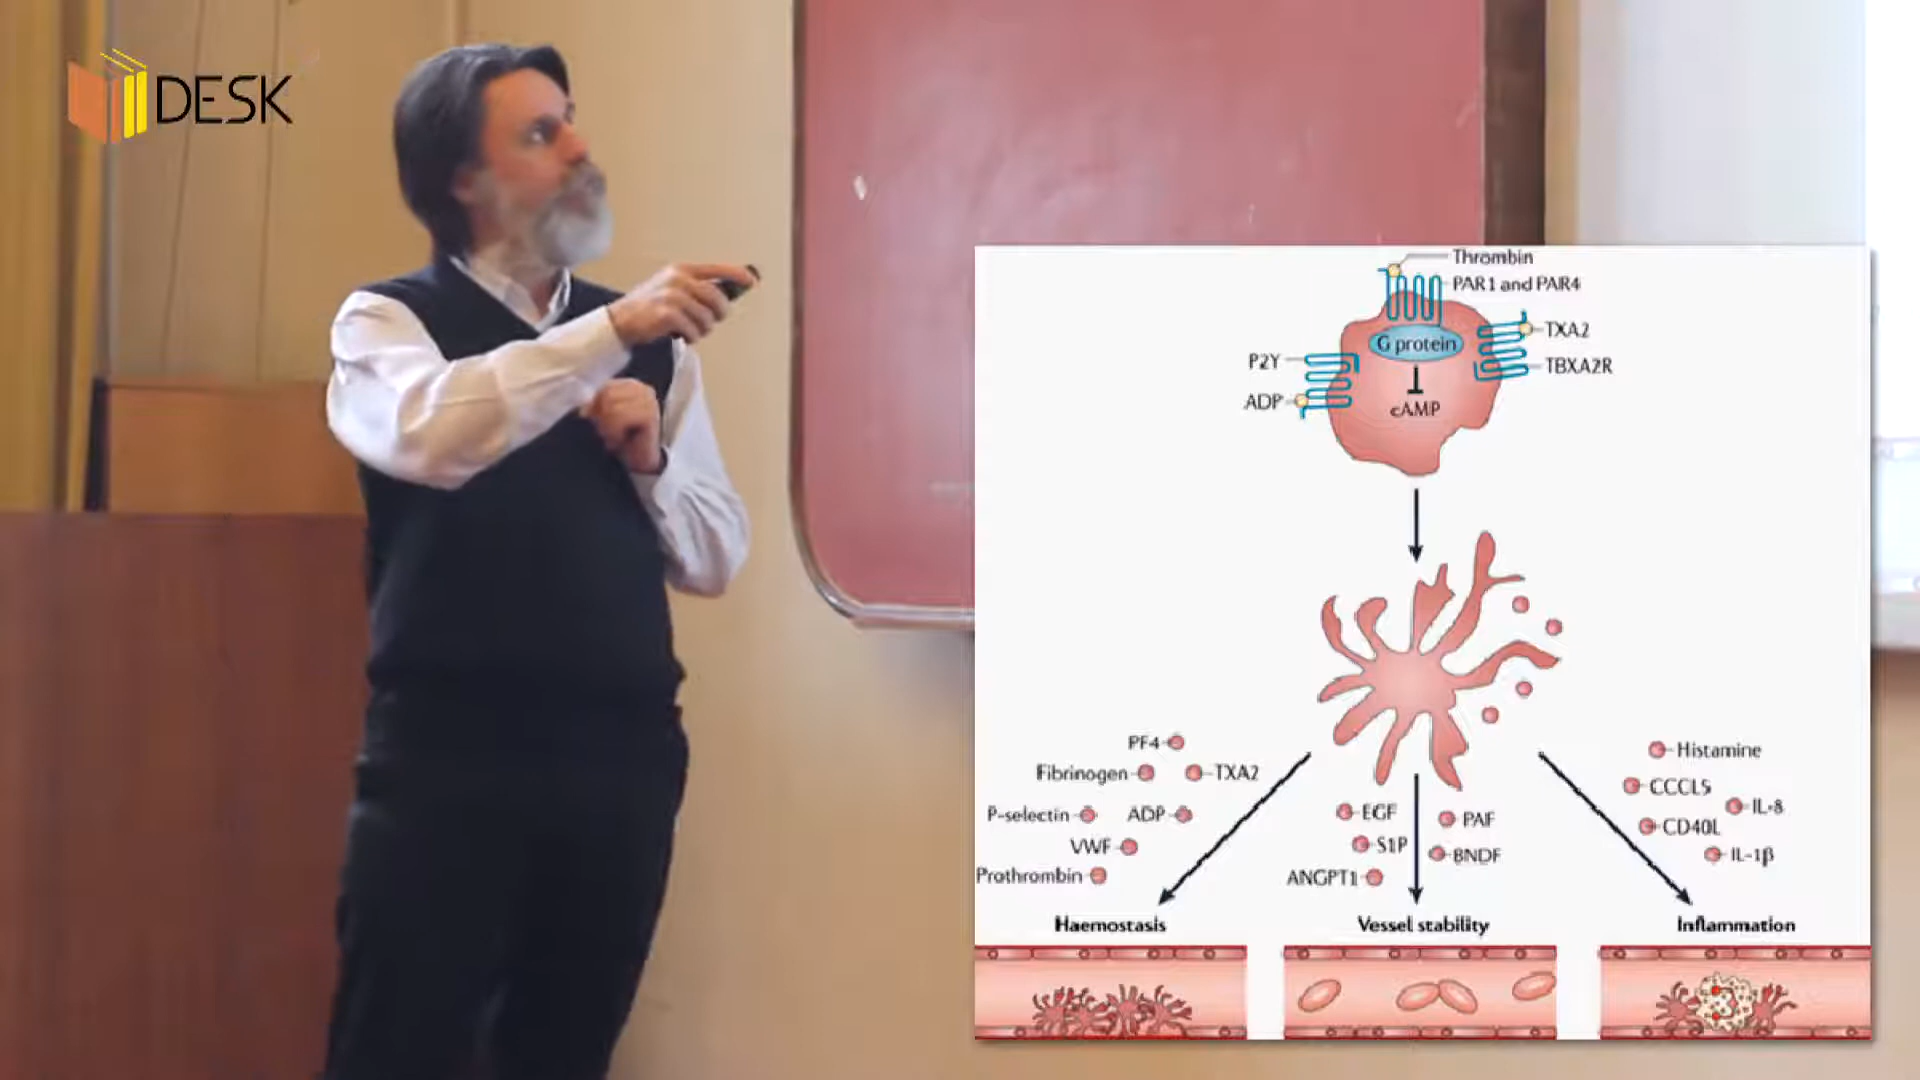 DESK
Thrombin
PAR1 and PAR4
G protein
TXA2
P2Y
TBXA2R
ADP
cAMP
PF4
Fibrinogen
TXA2
P-selectin
ADP
VWF
Prothrombin
EGF
PAF
S1P
BNDF
ANGPT1
Histamine
CCCL5
IL-8
CD40L
IL-1β
Haemostasis
Vessel stability
Inflammation